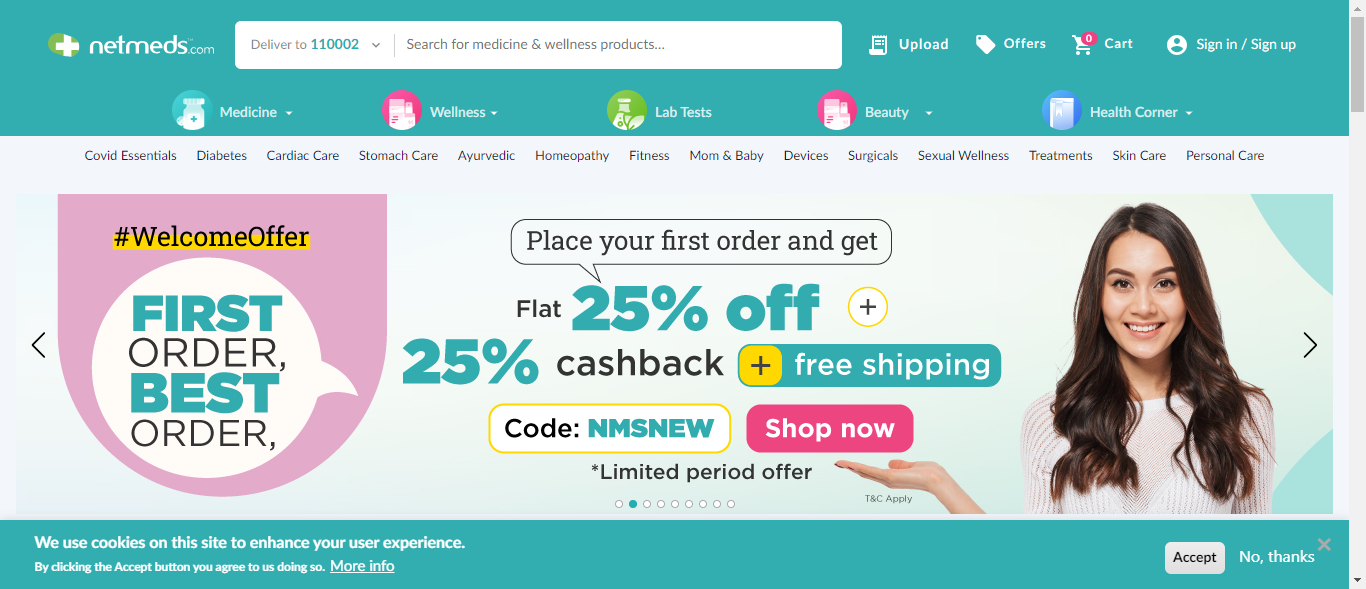 netmeds.com
Deliver to 110002
Search for medicine & wellness products...
Upload
Offers
0
Cart
Sign in / Sign up
Medicine
Wellness
Lab Tests
Beauty
Health Corner
Covid Essentials Diabetes Cardiac Care Stomach Care Ayurvedic Homeopathy Fitness Mom & Baby Devices Surgicals Sexual Wellness Treatments Skin Care Personal Care
#WelcomeOffer
FIRST
ORDER,
BEST
ORDER,
Place your first order and get
Flat 25% off +
25% cashback + free shipping
Code: NMSNEW
Shop now
*Limited period offer
T&C Apply
We use cookies on this site to enhance your user experience.
By clicking the Accept button you agree to us doing so. More info
Accept
No, thanks